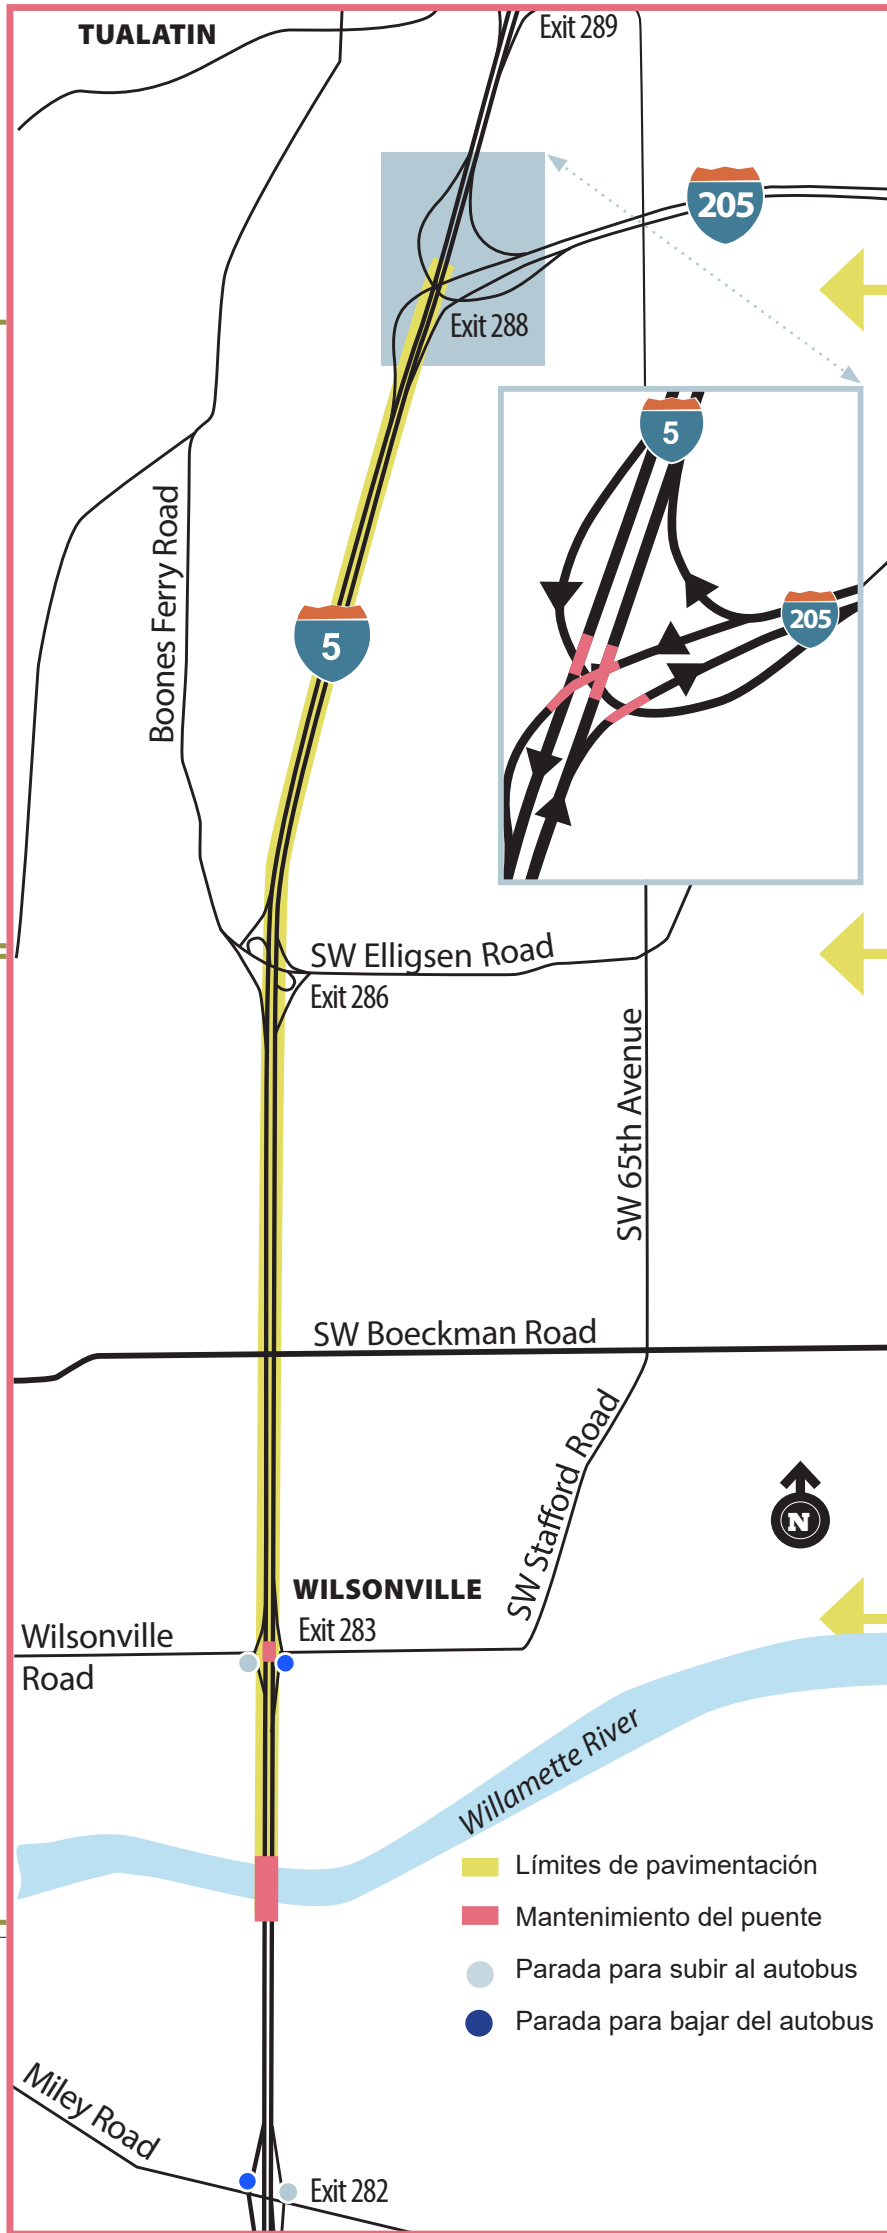 TUALATIN
Exit 289
205
Exit 288
5
205
Boones Ferry Road
5
SW Elligsen Road
Exit 286
SW 65th Avenue
SW Boeckman Road
SW Stafford Road
N
WILSONVILLE
Exit 283
Wilsonville
Road
Willamette River
Límites de pavimentación
Mantenimiento del puente
Parada para subir al autobus
Parada para bajar del autobus
Miley Road
Exit 282